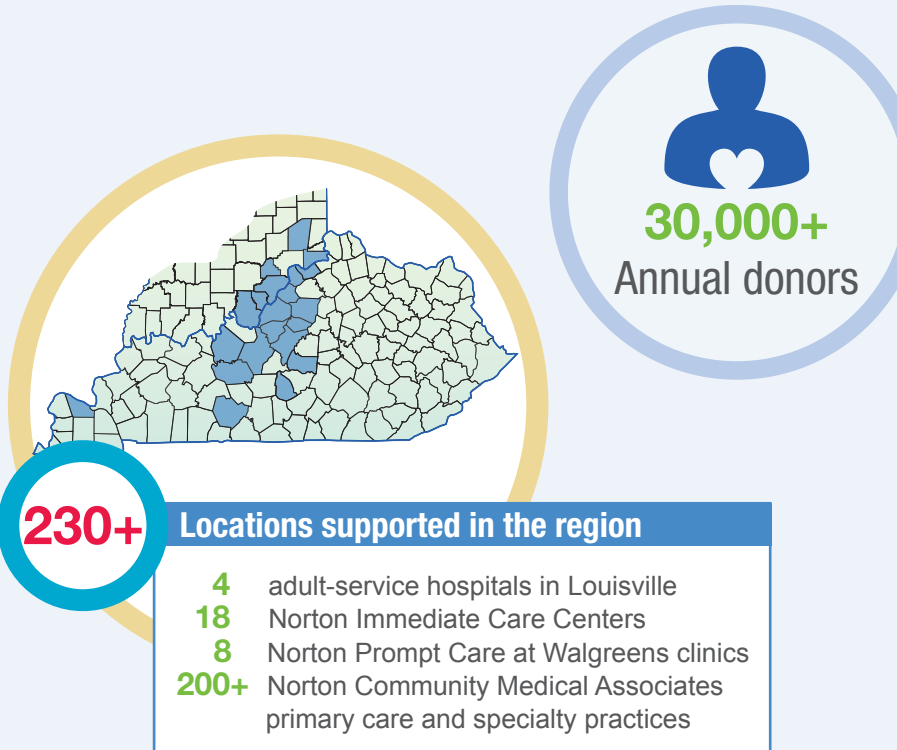 30,000+
Annual donors
230+
Locations supported in the region
4 adult-service hospitals in Louisville
18 Norton Immediate Care Centers
8 Norton Prompt Care at Walgreens clinics
200+ Norton Community Medical Associates
primary care and specialty practices